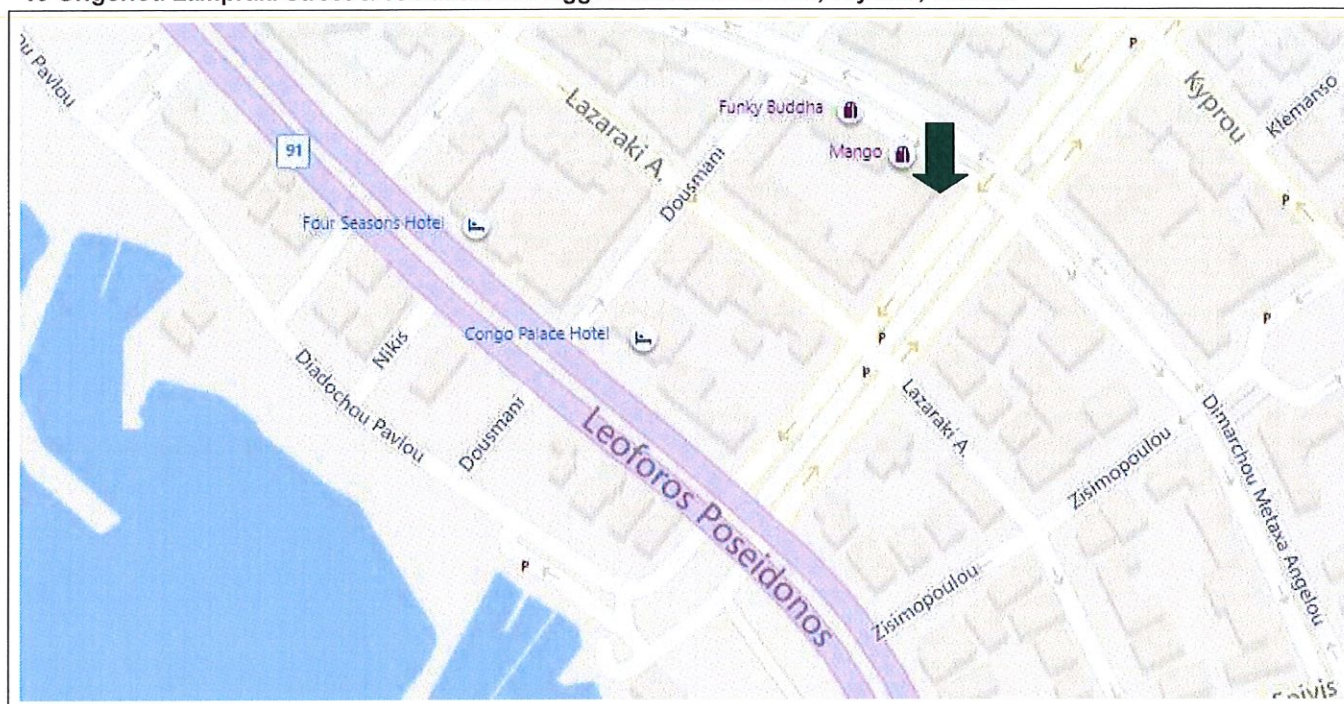 Pavlou
Lazaraki A.
Funky Buddha
P
Kyprou
Klemanso
91
Mango
Dousmani
P
Four Seasons Hotel
Congo Palace Hotel
P
Nikis
P
P
Diadochou Pavlou
Dousmani
Lazaraki A.
Leoforos Poseidonos
Zisimopoulou
Dimarchou Metaxa Angelou
P
Zisimopoulou